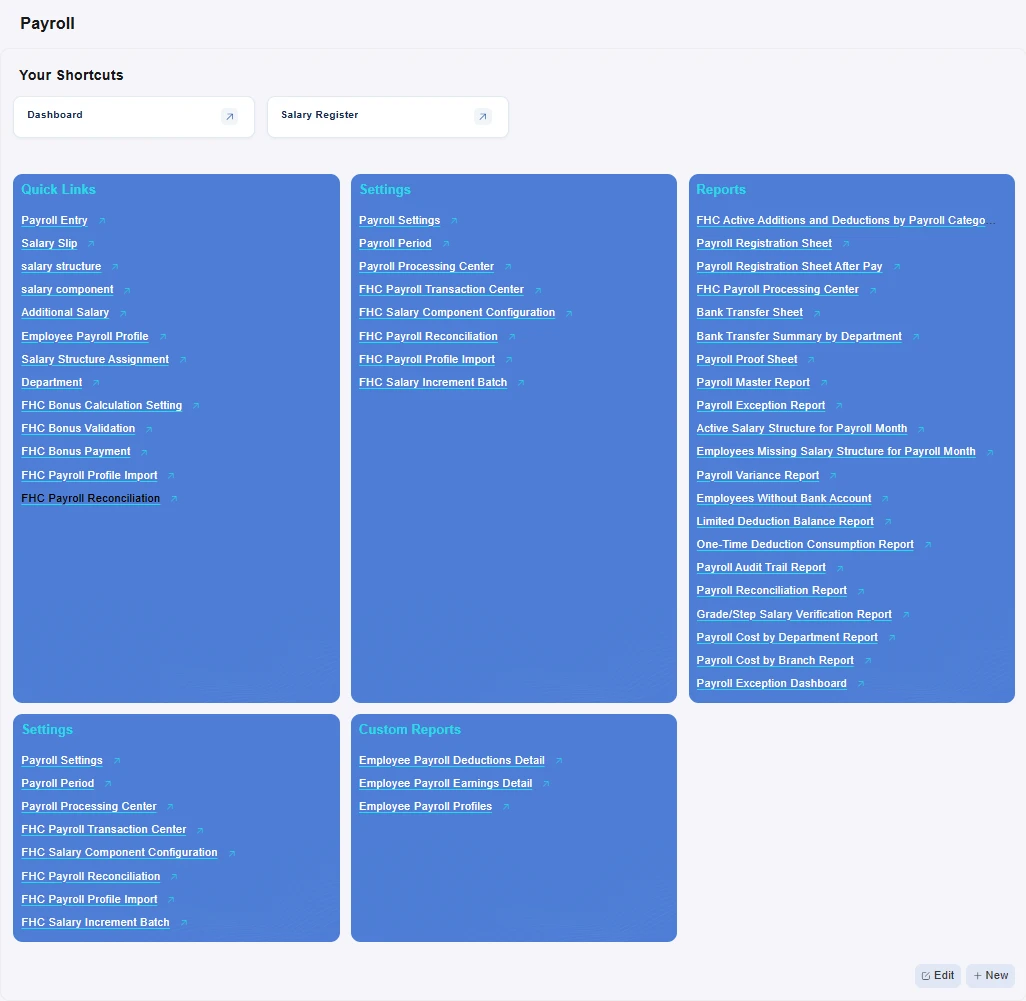 Payroll
Your Shortcuts
Dashboard
Salary Register
Quick Links
Payroll Entry
Salary Slip
salary structure
salary component
Additional Salary
Employee Payroll Profile
Salary Structure Assignment
Department
FHC Bonus Calculation Setting
FHC Bonus Validation
FHC Bonus Payment
FHC Payroll Profile Import
FHC Payroll Reconciliation
Settings
Payroll Settings
Payroll Period
Payroll Processing Center
FHC Payroll Transaction Center
FHC Salary Component Configuration
FHC Payroll Reconciliation
FHC Payroll Profile Import
FHC Salary Increment Batch
Reports
FHC Active Additions and Deductions by Payroll Catego...
Payroll Registration Sheet
Payroll Registration Sheet After Pay
FHC Payroll Processing Center
Bank Transfer Sheet
Bank Transfer Summary by Department
Payroll Proof Sheet
Payroll Master Report
Payroll Exception Report
Active Salary Structure for Payroll Month
Employees Missing Salary Structure for Payroll Month
Payroll Variance Report
Employees Without Bank Account
Limited Deduction Balance Report
One-Time Deduction Consumption Report
Payroll Audit Trail Report
Payroll Reconciliation Report
Grade/Step Salary Verification Report
Payroll Cost by Department Report
Payroll Cost by Branch Report
Payroll Exception Dashboard
Settings
Payroll Settings
Payroll Period
Payroll Processing Center
FHC Payroll Transaction Center
FHC Salary Component Configuration
FHC Payroll Reconciliation
FHC Payroll Profile Import
FHC Salary Increment Batch
Custom Reports
Employee Payroll Deductions Detail
Employee Payroll Earnings Detail
Employee Payroll Profiles
Edit
+ New